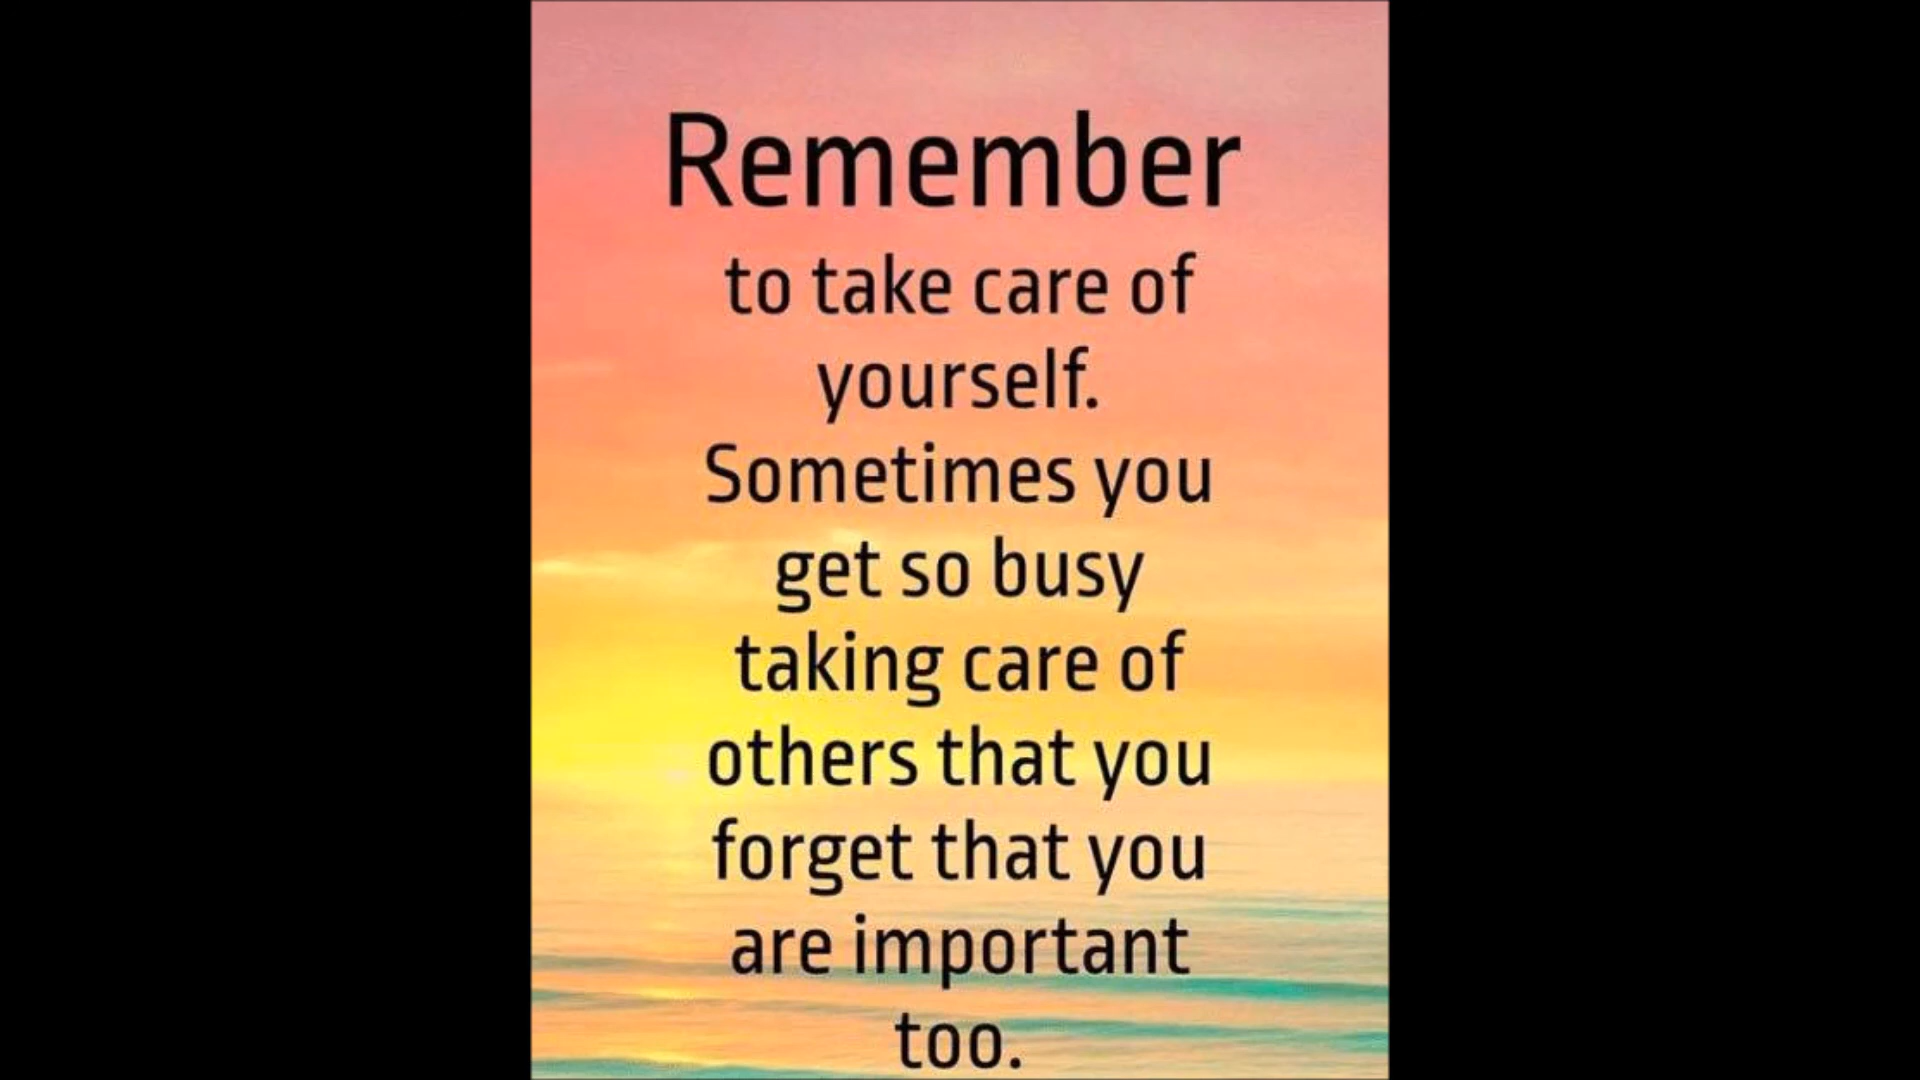 Remember
to take care of
yourself.
Sometimes you
get so busy
taking care of
others that you
forget that you
are important
too.